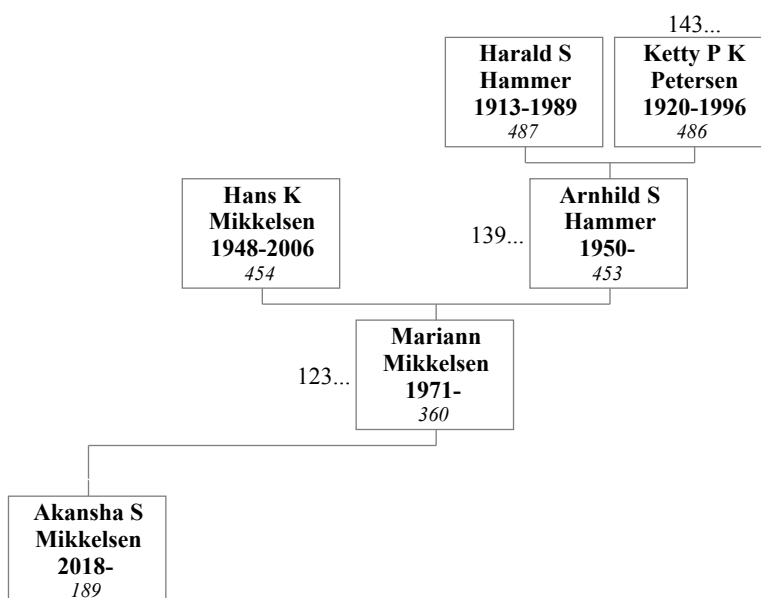 143...
Harald S
Hammer
1913-1989
487
Ketty P K
Petersen
1920-1996
486
Hans K
Mikkelsen
1948-2006
454
139...
Arnhild S
Hammer
1950-
453
123...
Mariann
Mikkelsen
1971-
360
Akansha S
Mikkelsen
2018-
189